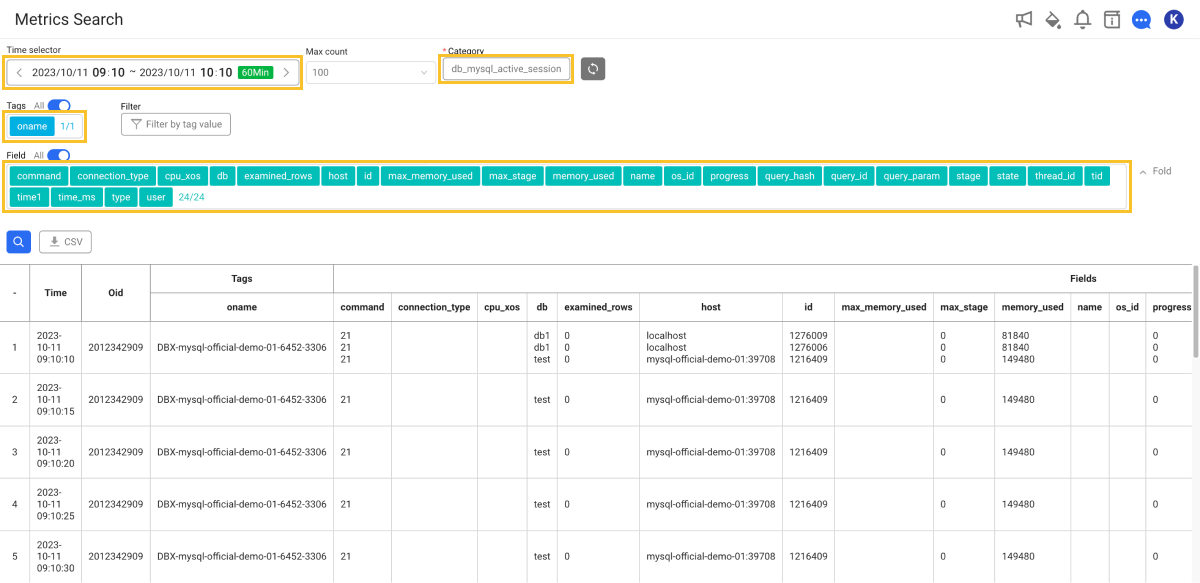 Metrics Search
K
Time selector
Max count
* Category
2023/10/11 09:10 ~ 2023/10/11 10:10 60Min
100
db_mysql_active_session
Tags All
Filter
oname 1/1
Filter by tag value
Field All
command connection_type cpu_xos db examined_rows host id max_memory_used max_stage memory_used name os_id progress query_hash query_id query_param stage state thread_id tid
Fold
time1 time_ms type user 24/24
CSV
- Time Oid Tags Fields
oname command connection_type cpu_xos db examined_rows host id max_memory_used max_stage memory_used name os_id progress
2023- 21 db1 0 localhost 1276009 0 81840 0
1 10-11 2012342909 DBX-mysql-official-demo-01-6452-3306 21 db1 0 localhost 1276006 0 81840 0
09:10:10 21 test 0 mysql-official-demo-01:39708 1216409 0 149480 0
2023-
2 10-11 2012342909 DBX-mysql-official-demo-01-6452-3306 21 test 0 mysql-official-demo-01:39708 1216409 0 149480 0
09:10:15
2023-
3 10-11 2012342909 DBX-mysql-official-demo-01-6452-3306 21 test 0 mysql-official-demo-01:39708 1216409 0 149480 0
09:10:20
2023-
4 10-11 2012342909 DBX-mysql-official-demo-01-6452-3306 21 test 0 mysql-official-demo-01:39708 1216409 0 149480 0
09:10:25
2023-
5 10-11 2012342909 DBX-mysql-official-demo-01-6452-3306 21 test 0 mysql-official-demo-01:39708 1216409 0 149480 0
09:10:30